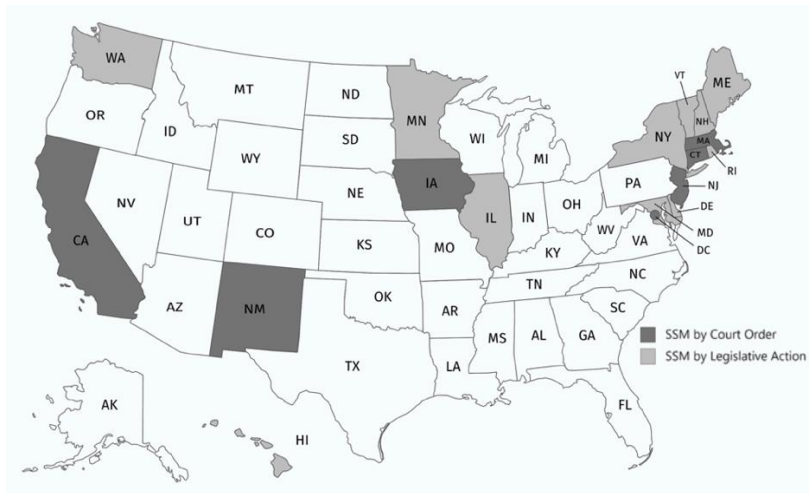 WA
MT
ND
MN
VT
ME
OR
ID
SD
WI
NH
NY
MA
WY
MI
CT
RI
IA
NE
PA
NJ
NV
IL
IN
OH
DE
UT
CA
CO
MD
WV
KS
MO
VA
DC
KY
NC
TN
OK
AZ
NM
AR
SC
MS
AL
GA
SSM by Court Order
SSM by Legislative Action
TX
LA
AK
FL
HI